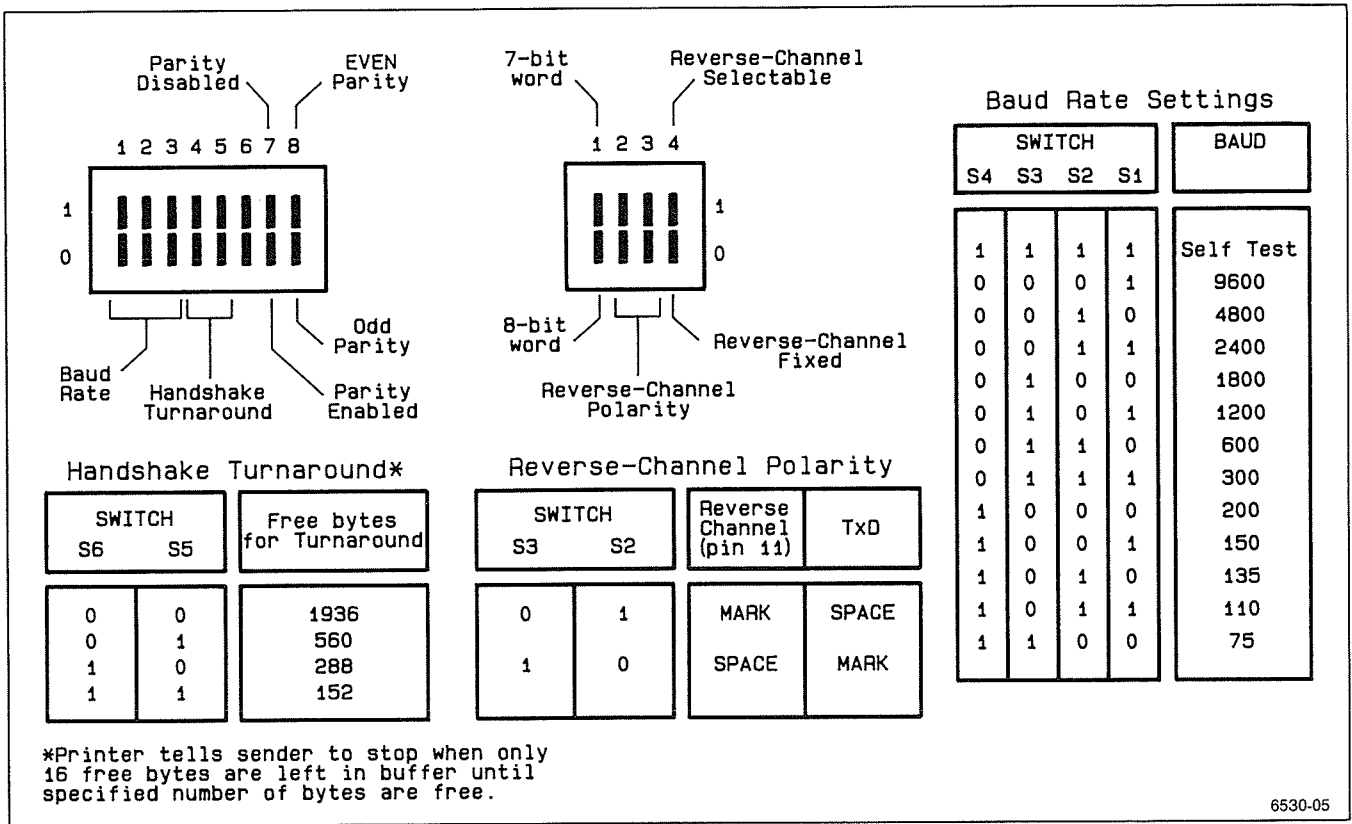 Parity
Disabled
EVEN
Parity
1 2 3 4 5 6 7 8
1
0
Baud
Rate
Handshake
Turnaround
Odd
Parity
Parity
Enabled
7-bit
word
Reverse-Channel
Selectable
1 2 3 4
1
0
8-bit
word
Reverse-Channel
Polarity
Reverse-Channel
Fixed
Baud Rate Settings
SWITCH BAUD
S4 S3 S2 S1
1 1 1 1 Self Test
0 0 0 1 9600
0 0 1 0 4800
0 0 1 1 2400
0 1 0 0 1800
0 1 0 1 1200
0 1 1 0 600
0 1 1 1 300
1 0 0 0 200
1 0 0 1 150
1 0 1 0 135
1 0 1 1 110
1 1 0 0 75
Handshake Turnaround*
SWITCH
S6 S5
Free bytes
for Turnaround
0 0 1936
0 1 560
1 0 288
1 1 152
Reverse-Channel Polarity
SWITCH
S3 S2
Reverse
Channel
(pin 11)
TxD
0 1 MARK SPACE
1 0 SPACE MARK
*Printer tells sender to stop when only
16 free bytes are left in buffer until
specified number of bytes are free.
6530-05